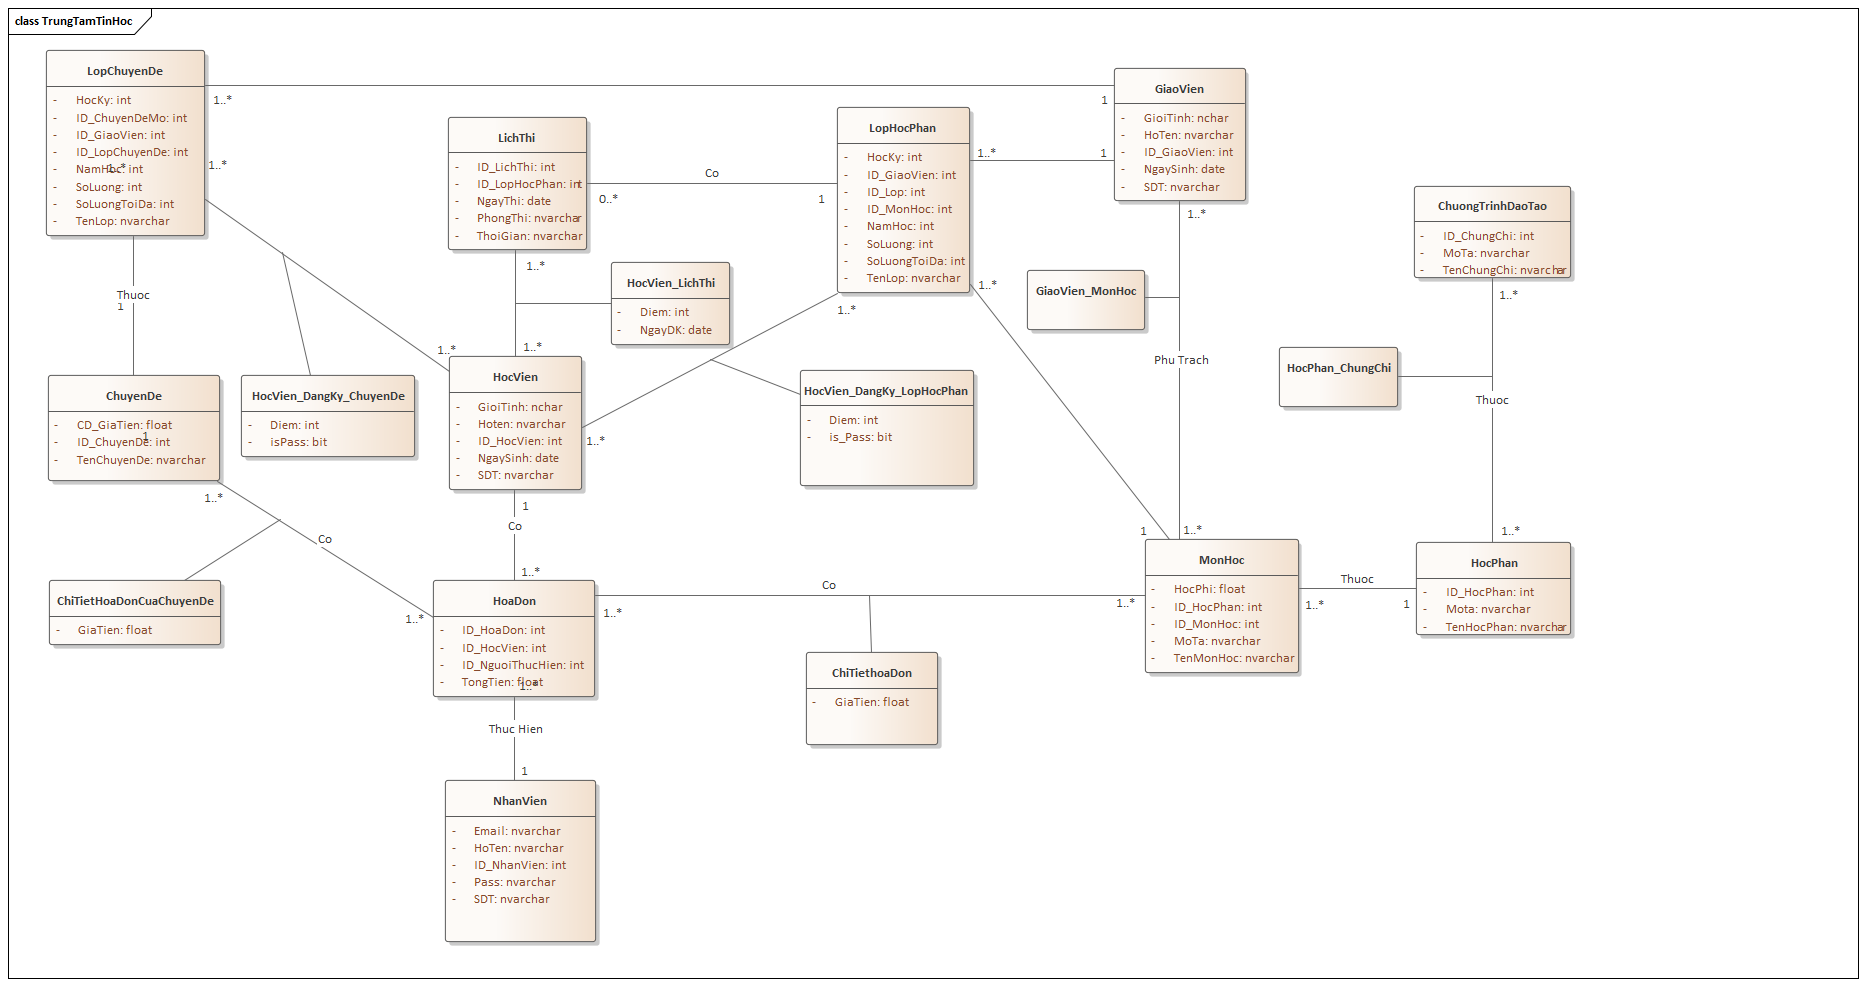 class TrungTamTinHoc
LopChuyenDe
- HocKy: int
- ID_ChuyenDeMo: int
- ID_GiaoVien: int
- ID_LopChuyenDe: int
- NamHoc: int
- SoLuong: int
- SoLuongToiDa: int
- TenLop: nvarchar
1..*
1..*
1..*
1
LichThi
- ID_LichThi: int
- ID_LopHocPhan: int
- NgayThi: date
- PhongThi: nvarchar
- ThoiGian: nvarchar
Co
0..*
1
1..*
LopHocPhan
- HocKy: int
- ID_GiaoVien: int
- ID_Lop: int
- ID_MonHoc: int
- NamHoc: int
- SoLuong: int
- SoLuongToiDa: int
- TenLop: nvarchar
1..*
1
1..*
1..*
GiaoVien
- GioiTinh: nchar
- HoTen: nvarchar
- ID_GiaoVien: int
- NgaySinh: date
- SDT: nvarchar
1..*
ChuongTrinhDaoTao
- ID_ChungChi: int
- MoTa: nvarchar
- TenChungChi: nvarchar
1..*
HocVien_LichThi
- Diem: int
- NgayDK: date
GiaoVien_MonHoc
Thuoc
1
Phu Trach
HocPhan_ChungChi
Thuoc
1..*
1..*
HocVien
- GioiTinh: nchar
- Hoten: nvarchar
- ID_HocVien: int
- NgaySinh: date
- SDT: nvarchar
1..*
1
Co
1..*
ChuyenDe
- CD_GiaTien: float
- ID_ChuyenDe: int
- TenChuyenDe: nvarchar
1
1..*
HocVien_DangKy_ChuyenDe
- Diem: int
- isPass: bit
HocVien_DangKy_LopHocPhan
- Diem: int
- is_Pass: bit
Co
1
1..*
1..*
ChiTietHoaDonCuaChuyenDe
- GiaTien: float
1..*
HoaDon
- ID_HoaDon: int
- ID_HocVien: int
- ID_NguoiThucHien: int
- TongTien: float
1..*
1..*
Co
1..*
MonHoc
- HocPhi: float
- ID_HocPhan: int
- ID_MonHoc: int
- MoTa: nvarchar
- TenMonHoc: nvarchar
Thuoc
1..*
1
HocPhan
- ID_HocPhan: int
- Mota: nvarchar
- TenHocPhan: nvarchar
ChiTiethoaDon
- GiaTien: float
Thuc Hien
1
NhanVien
- Email: nvarchar
- HoTen: nvarchar
- ID_NhanVien: int
- Pass: nvarchar
- SDT: nvarchar